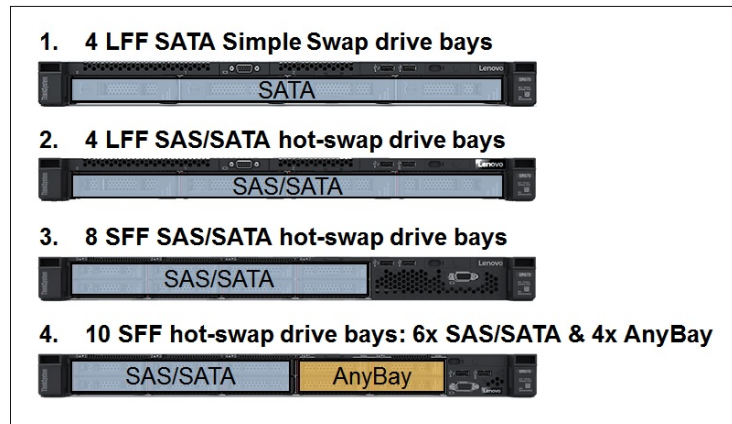 1. 4 LFF SATA Simple Swap drive bays
Lenovo
SATA
2. 4 LFF SAS/SATA hot-swap drive bays
Lenovo
SAS/SATA
3. 8 SFF SAS/SATA hot-swap drive bays
Lenovo
SAS/SATA
4. 10 SFF hot-swap drive bays: 6x SAS/SATA & 4x AnyBay
SAS/SATA AnyBay
Lenovo